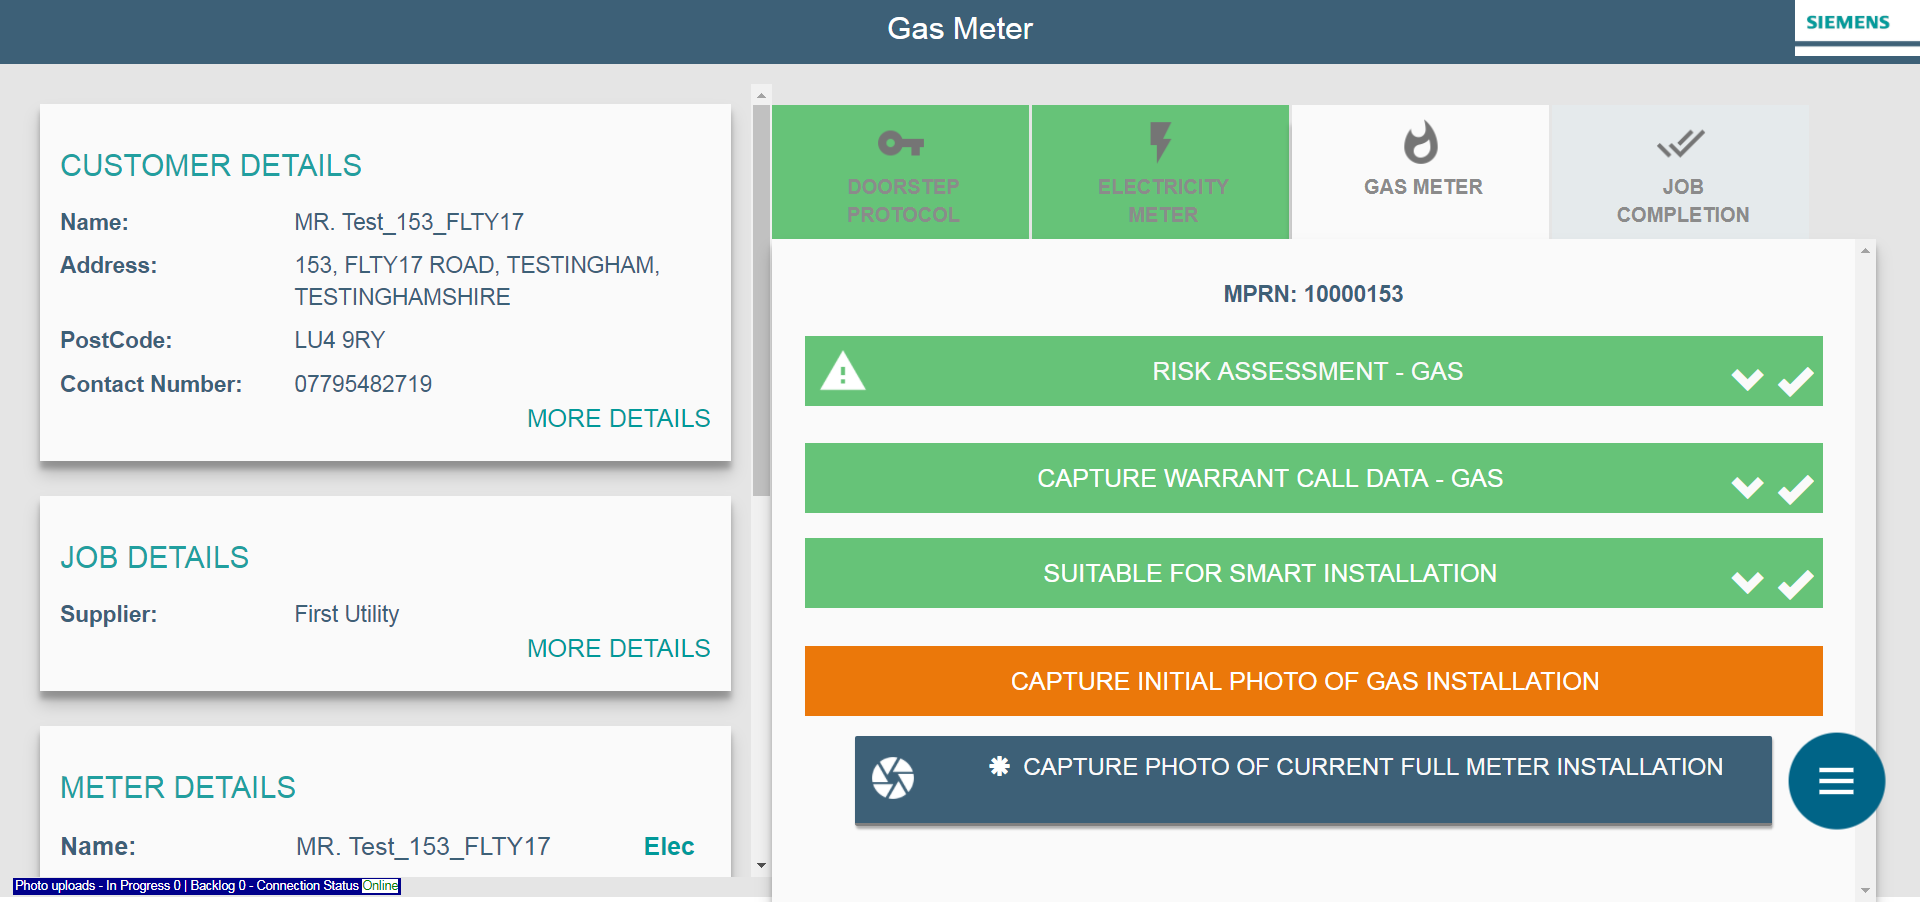 Gas Meter
SIEMENS
CUSTOMER DETAILS
Name: MR. Test_153_FLTY17
Address: 153, FLTY17 ROAD, TESTINGHAM,
TESTINGHAMSHIRE
PostCode: LU4 9RY
Contact Number: 07795482719
MORE DETAILS
JOB DETAILS
Supplier: First Utility
MORE DETAILS
METER DETAILS
Name: MR. Test_153_FLTY17 Elec
Photo uploads - In Progress 0 | Backlog 0 - Connection Status Online
DOORSTEP
PROTOCOL
ELECTRICITY
METER
GAS METER
JOB
COMPLETION
MPRN: 10000153
RISK ASSESSMENT - GAS
CAPTURE WARRANT CALL DATA - GAS
SUITABLE FOR SMART INSTALLATION
CAPTURE INITIAL PHOTO OF GAS INSTALLATION
✱ CAPTURE PHOTO OF CURRENT FULL METER INSTALLATION